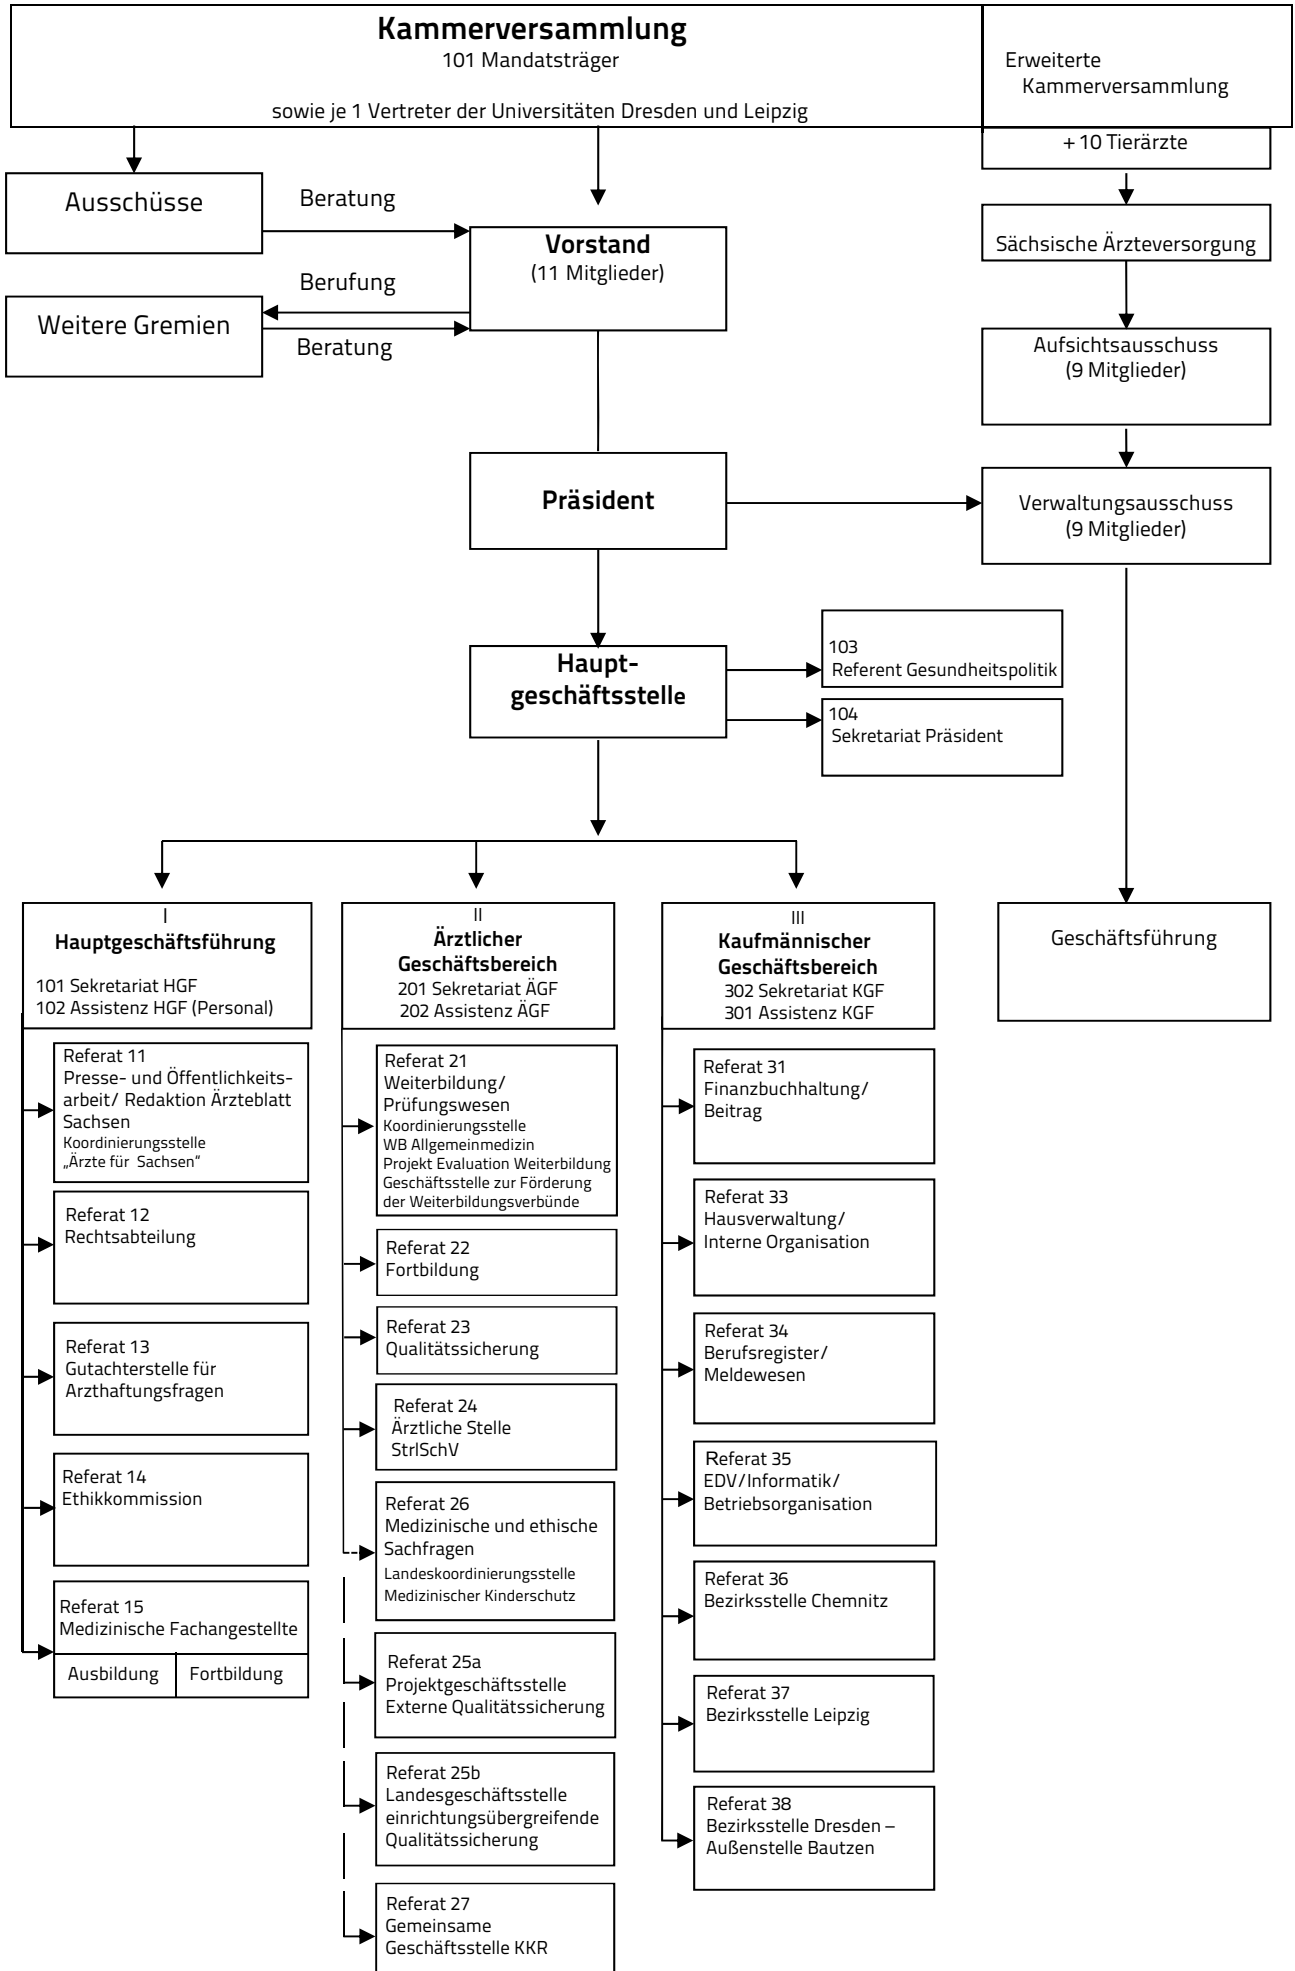 Kammerversammlung
101 Mandatsträger
sowie je 1 Vertreter der Universitäten Dresden und Leipzig
Erweiterte
Kammerversammlung
+ 10 Tierärzte
Ausschüsse
Beratung
Vorstand
(11 Mitglieder)
Berufung
Weitere Gremien
Beratung
Sächsische Ärzteversorgung
Aufsichtsausschuss
(9 Mitglieder)
Präsident
Verwaltungsausschuss
(9 Mitglieder)
Haupt-
geschäftsstelle
103
Referent Gesundheitspolitik
104
Sekretariat Präsident
I
Hauptgeschäftsführung
101 Sekretariat HGF
102 Assistenz HGF (Personal)
Referat 11
Presse- und Öffentlichkeits-
arbeit/ Redaktion Ärzteblatt
Sachsen
Koordinierungsstelle
„Ärzte für Sachsen“
Referat 12
Rechtsabteilung
Referat 13
Gutachterstelle für
Arzthaftungsfragen
Referat 14
Ethikkommission
Referat 15
Medizinische Fachangestellte
Ausbildung
Fortbildung
II
Ärztlicher
Geschäftsbereich
201 Sekretariat ÄGF
202 Assistenz ÄGF
Referat 21
Weiterbildung/
Prüfungswesen
Koordinierungsstelle
WB Allgemeinmedizin
Projekt Evaluation Weiterbildung
Geschäftsstelle zur Förderung
der Weiterbildungsverbünde
Referat 22
Fortbildung
Referat 23
Qualitätssicherung
Referat 24
Ärztliche Stelle
StrlSchV
Referat 26
Medizinische und ethische
Sachfragen
Landeskoordinierungsstelle
Medizinischer Kinderschutz
Referat 25a
Projektgeschäftsstelle
Externe Qualitätssicherung
Referat 25b
Landesgeschäftsstelle
einrichtungsübergreifende
Qualitätssicherung
Referat 27
Gemeinsame
Geschäftsstelle KKR
III
Kaufmännischer
Geschäftsbereich
302 Sekretariat KGF
301 Assistenz KGF
Referat 31
Finanzbuchhaltung/
Beitrag
Referat 33
Hausverwaltung/
Interne Organisation
Referat 34
Berufsregister/
Meldewesen
Referat 35
EDV/Informatik/
Betriebsorganisation
Referat 36
Bezirksstelle Chemnitz
Referat 37
Bezirksstelle Leipzig
Referat 38
Bezirksstelle Dresden –
Außenstelle Bautzen
Geschäftsführung